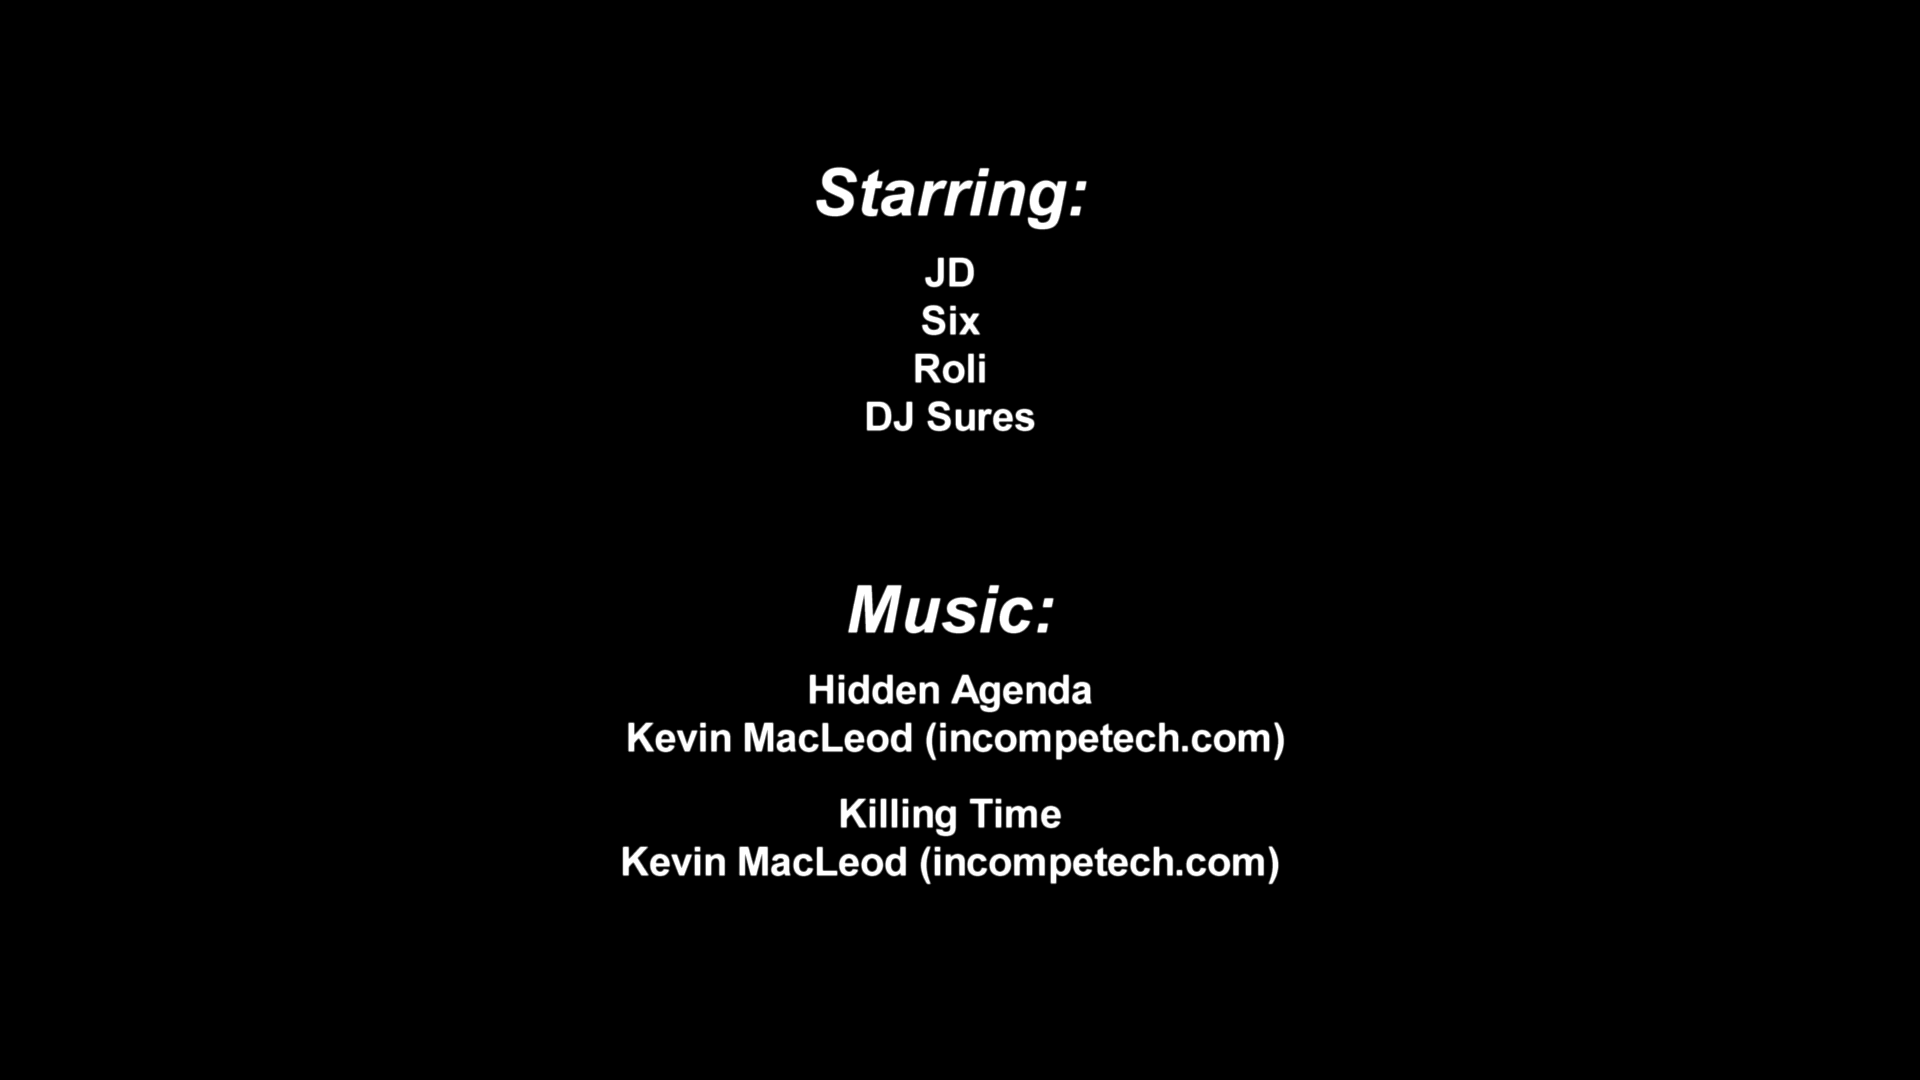 Starring:
JD
Six
Roli
DJ Sures
Music:
Hidden Agenda
Kevin MacLeod (incompetech.com)
Killing Time
Kevin MacLeod (incompetech.com)